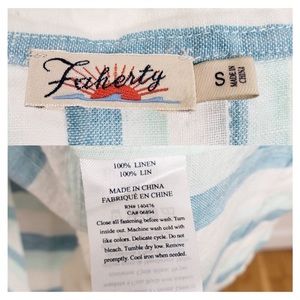 Faherty
S
MADE IN
CHINA
100% LINEN
100% LIN
MADE IN CHINA
FABRIQUÉ EN CHINE
RN# 140476
CA# 06894
Close all fastening before wash. Turn
inside out. Machine wash cold with
like colors. Delicate cycle. Do not
bleach. Tumble dry low. Remove
promptly. Cool iron when needed.